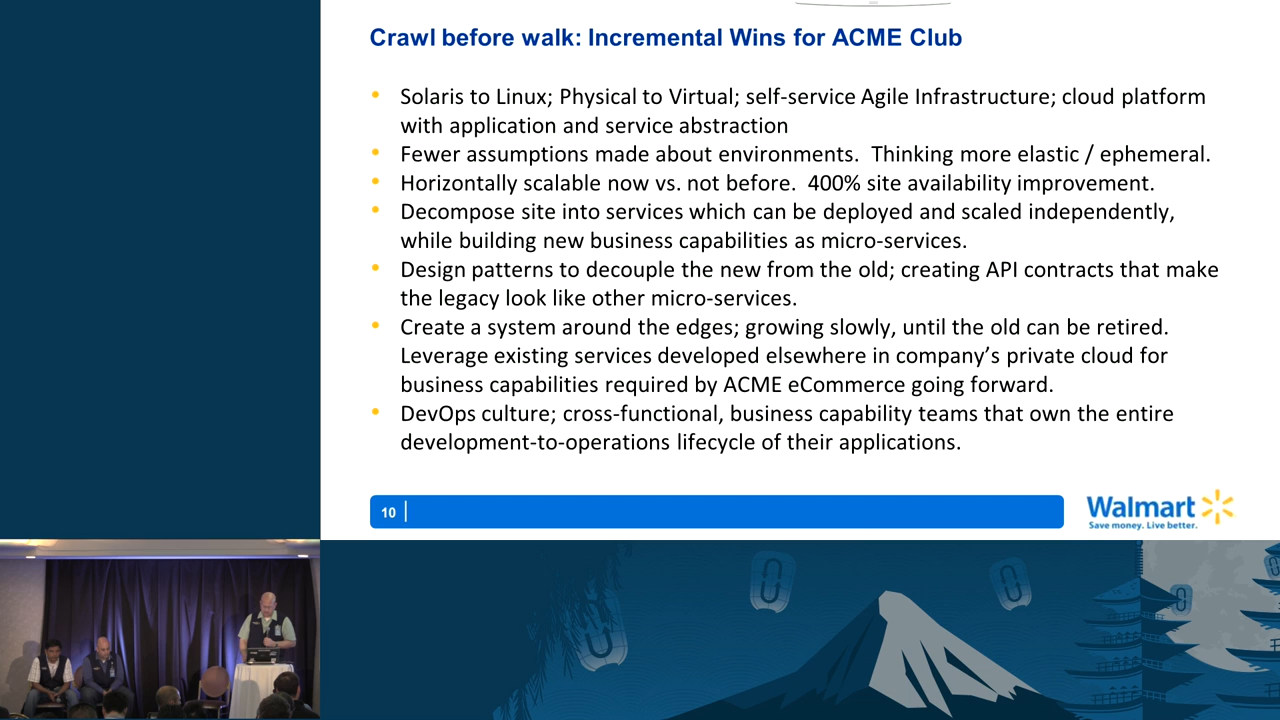 Crawl before walk: Incremental Wins for ACME Club
• Solaris to Linux; Physical to Virtual; self-service Agile Infrastructure; cloud platform
with application and service abstraction
• Fewer assumptions made about environments.  Thinking more elastic / ephemeral.
• Horizontally scalable now vs. not before.  400% site availability improvement.
• Decompose site into services which can be deployed and scaled independently,
while building new business capabilities as micro-services.
• Design patterns to decouple the new from the old; creating API contracts that make
the legacy look like other micro-services.
• Create a system around the edges; growing slowly, until the old can be retired.
Leverage existing services developed elsewhere in company’s private cloud for
business capabilities required by ACME eCommerce going forward.
• DevOps culture; cross-functional, business capability teams that own the entire
development-to-operations lifecycle of their applications.
10
Walmart
Save money. Live better.